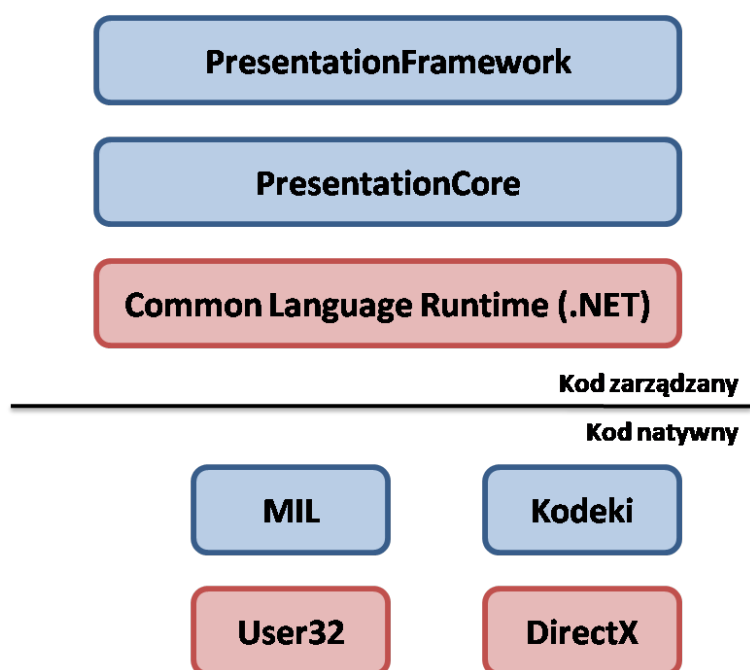 PresentationFramework
PresentationCore
Common Language Runtime (.NET)
Kod zarządzany
Kod natywny
MIL
Kodeki
User32
DirectX